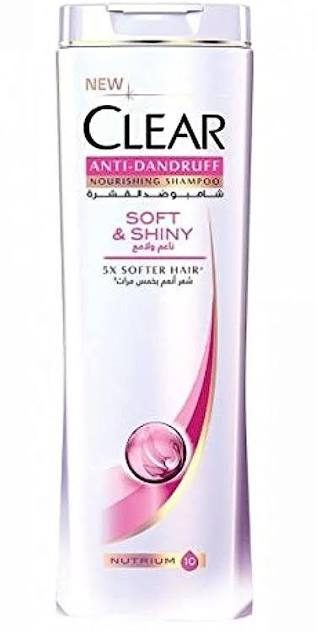 NEW
CLEAR
ANTI-DANDRUFF
NOURISHING SHAMPOO
شامبو ضد القشرة
SOFT
& SHINY
ناعم ولامع
5X SOFTER HAIR*
شعر أنعم بخمس مرات*
NUTRIUM 10